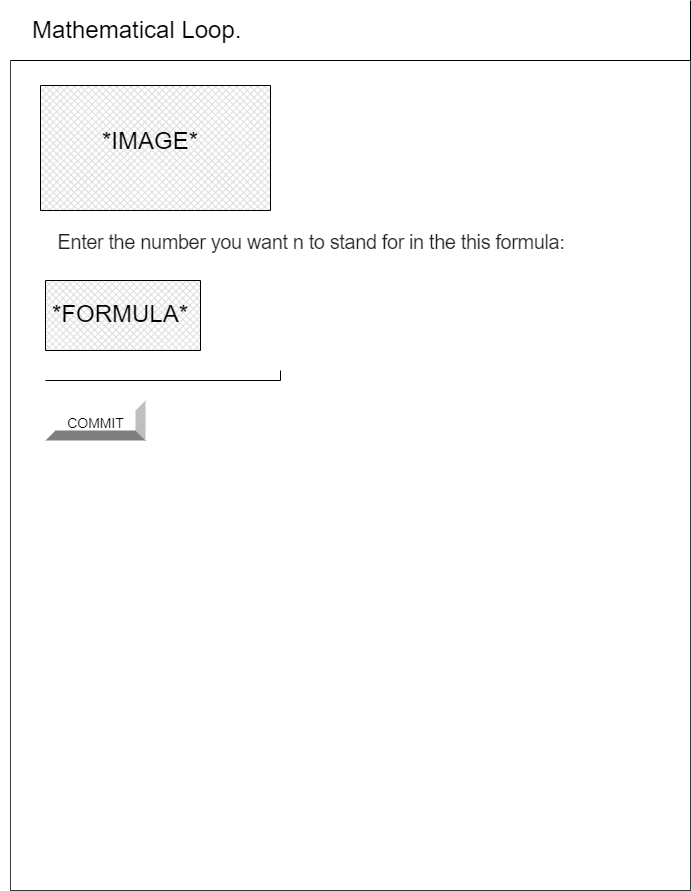 Mathematical Loop.
*IMAGE*
Enter the number you want n to stand for in the this formula:
*FORMULA*
COMMIT